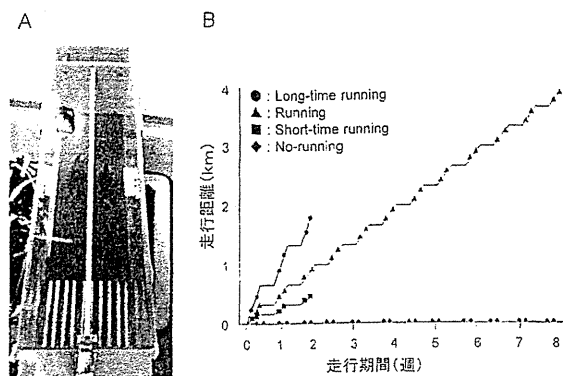 A
B
● : Long-time running
▲ : Running
■ : Short-time running
◆ : No-running
走行距離(km)
4
3
2
1
0
0 1 2 3 4 5 6 7 8
走行期間(週)